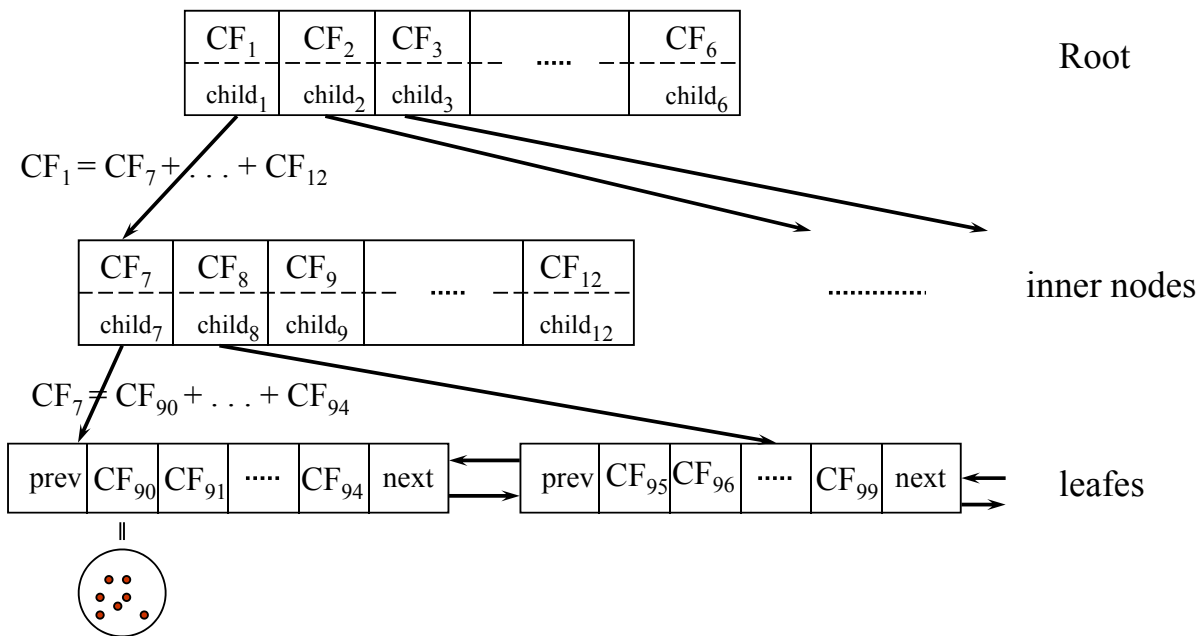 CF₁ CF₂ CF₃ ..... CF₆
child₁ child₂ child₃ child₆
Root
CF₁ = CF₇ + . . . + CF₁₂
CF₇ CF₈ CF₉ ..... CF₁₂
child₇ child₈ child₉ child₁₂
..............
inner nodes
CF₇ = CF₉₀ + . . . + CF₉₄
prev CF₉₀ CF₉₁ ..... CF₉₄ next
prev CF₉₅ CF₉₆ ..... CF₉₉ next
leafes
=